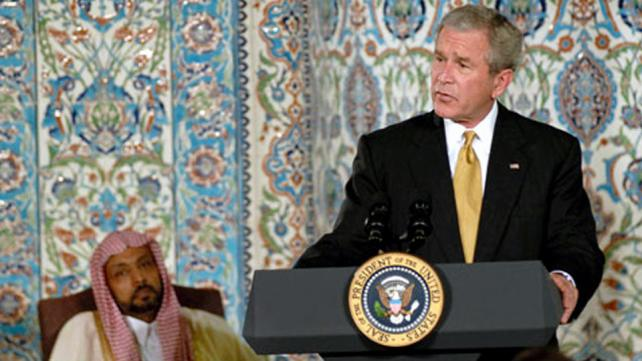 SEAL OF THE PRESIDENT OF THE UNITED STATES